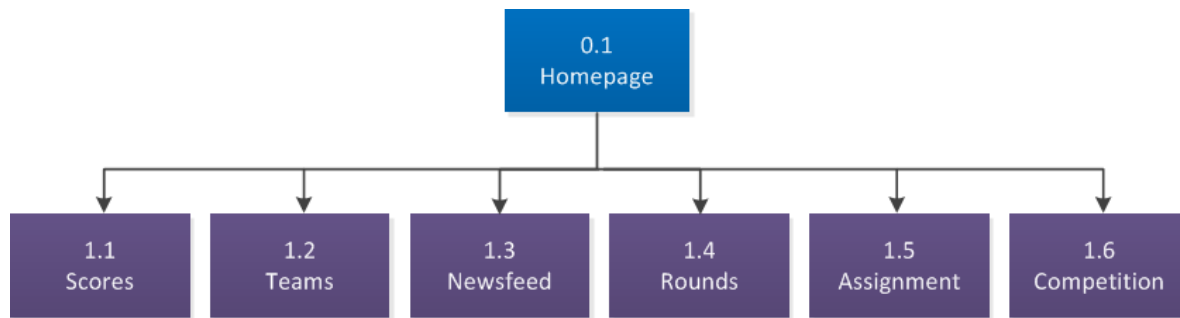 0.1
Homepage
1.1
Scores
1.2
Teams
1.3
Newsfeed
1.4
Rounds
1.5
Assignment
1.6
Competition